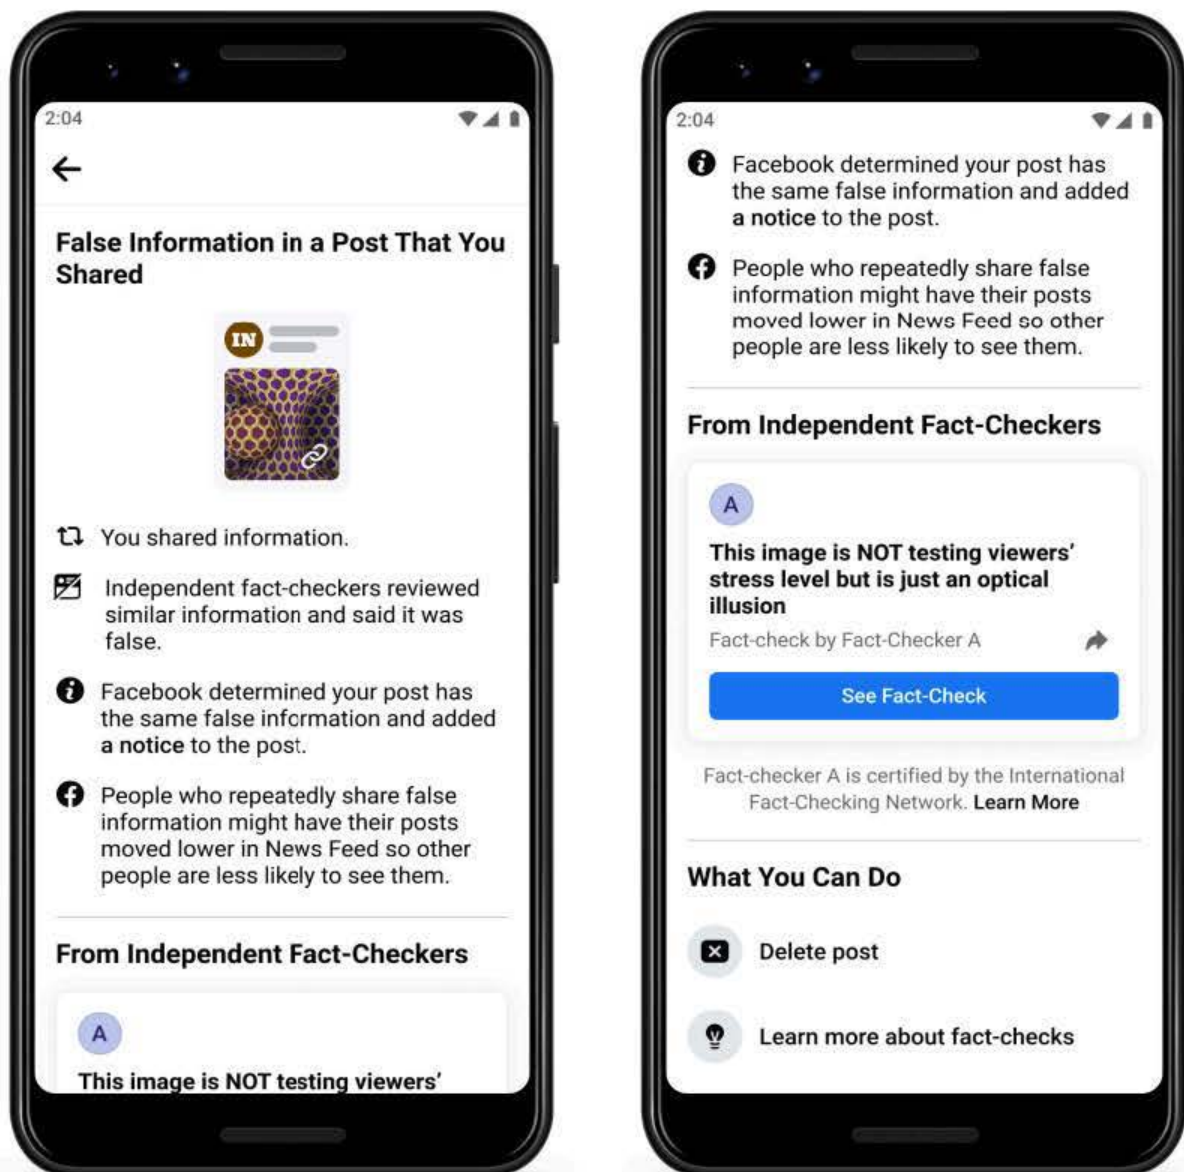 2:04
False Information in a Post That You
Shared
IN
You shared information.
Independent fact-checkers reviewed
similar information and said it was
false.
Facebook determined your post has
the same false information and added
a notice to the post.
People who repeatedly share false
information might have their posts
moved lower in News Feed so other
people are less likely to see them.
From Independent Fact-Checkers
A
This image is NOT testing viewers’
2:04
Facebook determined your post has
the same false information and added
a notice to the post.
People who repeatedly share false
information might have their posts
moved lower in News Feed so other
people are less likely to see them.
From Independent Fact-Checkers
A
This image is NOT testing viewers’
stress level but is just an optical
illusion
Fact-check by Fact-Checker A
See Fact-Check
Fact-checker A is certified by the International
Fact-Checking Network. Learn More
What You Can Do
Delete post
Learn more about fact-checks